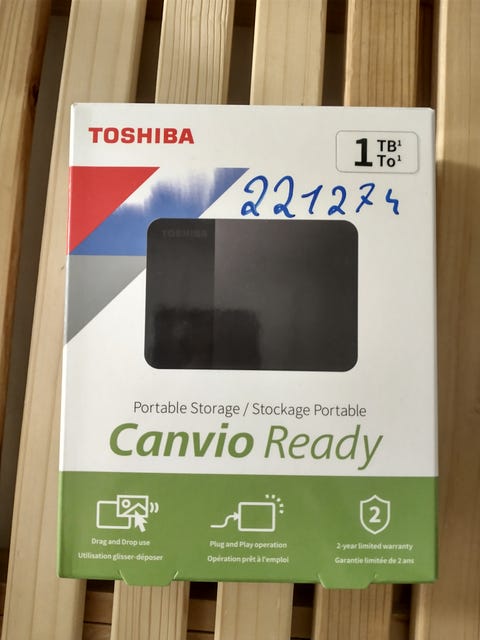 TOSHIBA
1 TB¹
To¹
221274
TOSHIBA
Portable Storage / Stockage Portable
Canvio Ready
2
Drag and Drop use
Utilisation glisser-déposer
Plug and Play operation
Opération prêt à l'emploi
2-year limited warranty
Garantie limitée de 2 ans